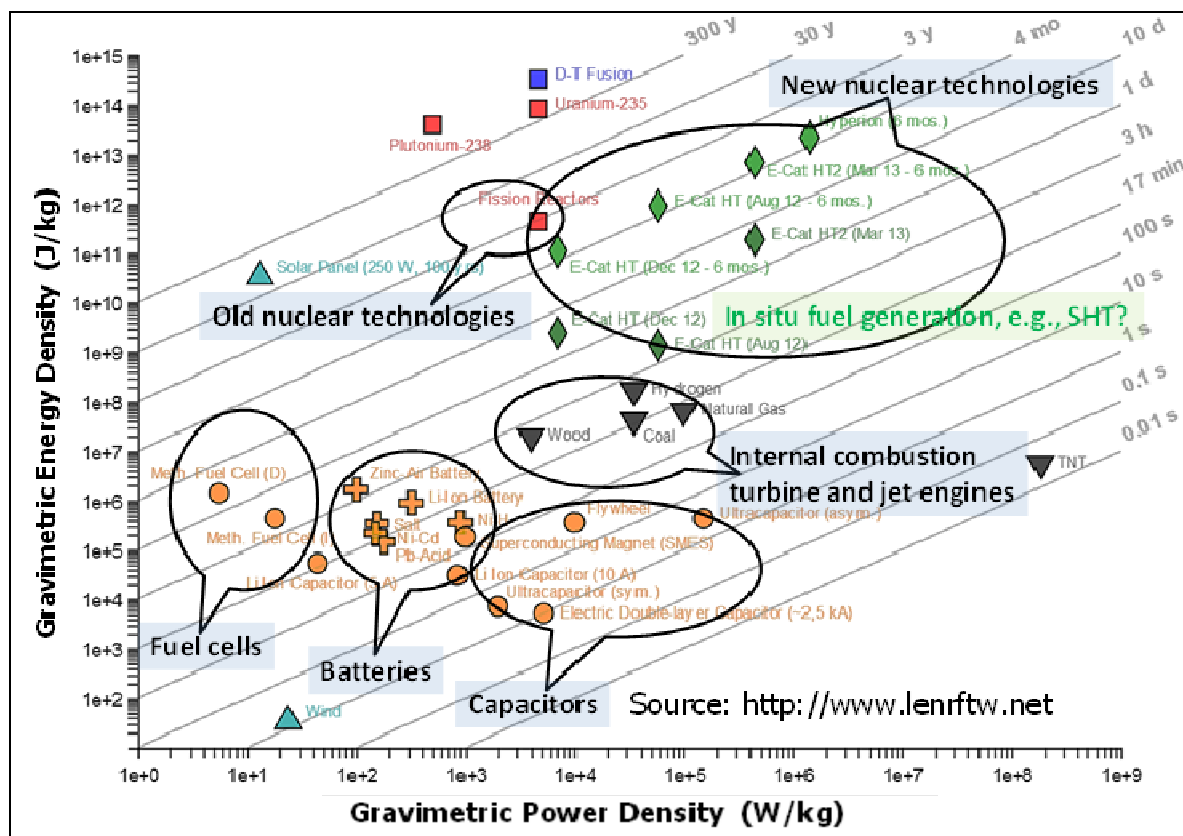 300 y
30 y
3 y
4 mo
10 d
1 d
3 h
17 min
100 s
10 s
1 s
0.1 s
0.01 s
Gravimetric Energy Density (J/kg)
1e+15
1e+14
1e+13
1e+12
1e+11
1e+10
1e+9
1e+8
1e+7
1e+6
1e+5
1e+4
1e+3
1e+2
D-T Fusion
Uranium-235
Plutonium-238
New nuclear technologies
Hyperion (6 mos.)
E-Cat HT2 (Mar 13 - 6 mos.)
E-Cat HT (Aug 12 - 6 mos.)
E-Cat HT2 (Mar 13)
Fission Reactors
E-Cat HT (Dec 12 - 6 mos.)
Solar Panel (250 W, 100
Old nuclear technologies
In situ fuel generation, e.g., SHT?
E-Cat HT (Dec 12)
E-Cat HT (Aug 12)
Hydrogen
Natural Gas
Wood
Coal
TNT
Internal combustion
turbine and jet engines
Meth. Fuel Cell (D)
Zinc-Air Battery
Li-Ion Battery
Flywheel
Ultracapacitor (asym.)
Salt
Meth. Fuel Cell
Ni-Cd
Superconducting Magnet (SMES)
Pb-Acid
Li Ion-Capacitor
Li Ion-Capacitor (10 A)
Ultracapacitor (sym.)
Electric Double-layer Capacitor (~2,5 kA)
Fuel cells
Batteries
Capacitors
Wind
Source: http://www.lenrftw.net
1e+0
1e+1
1e+2
1e+3
1e+4
1e+5
1e+6
1e+7
1e+8
1e+9
Gravimetric Power Density (W/kg)